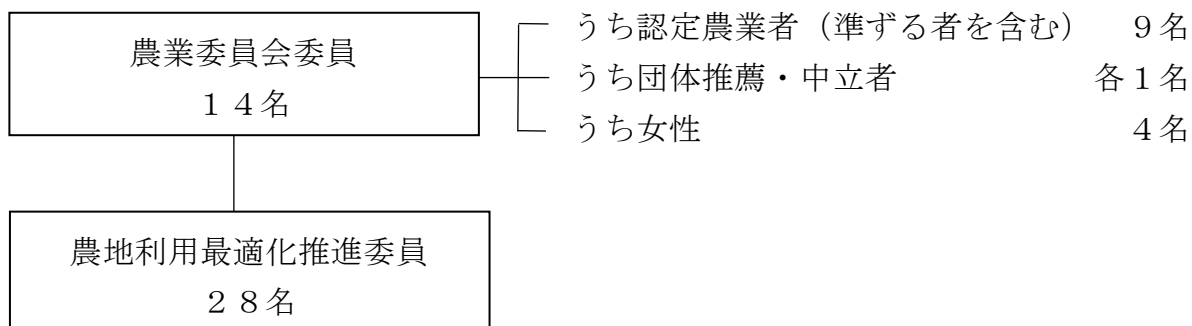 農業委員会委員
１４名
うち認定農業者（準ずる者を含む）　９名
うち団体推薦・中立者　各１名
うち女性　４名
農地利用最適化推進委員
２８名